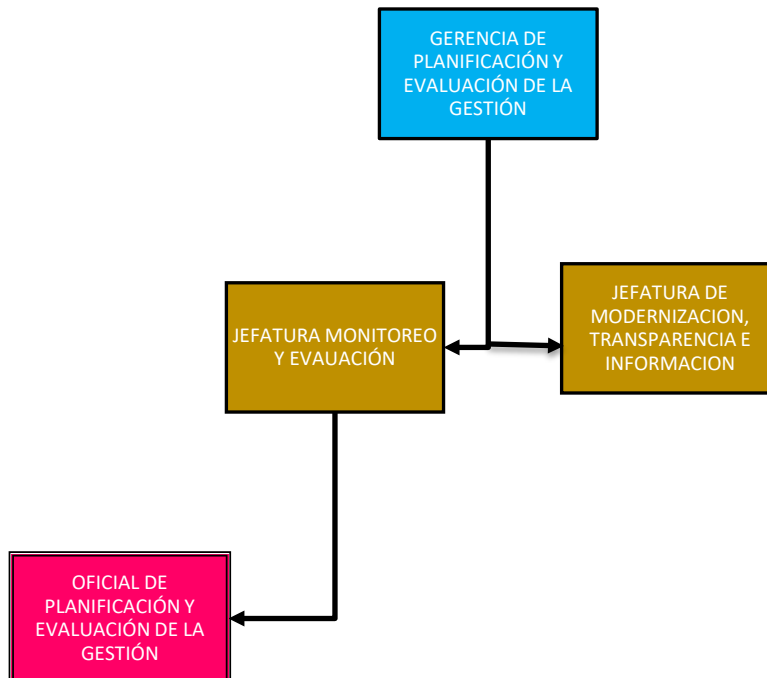 GERENCIA DE
PLANIFICACIÓN Y
EVALUACIÓN DE LA
GESTIÓN
JEFATURA MONITOREO
Y EVAUACIÓN
JEFATURA DE
MODERNIZACION,
TRANSPARENCIA E
INFORMACION
OFICIAL DE
PLANIFICACIÓN Y
EVALUACIÓN DE LA
GESTIÓN